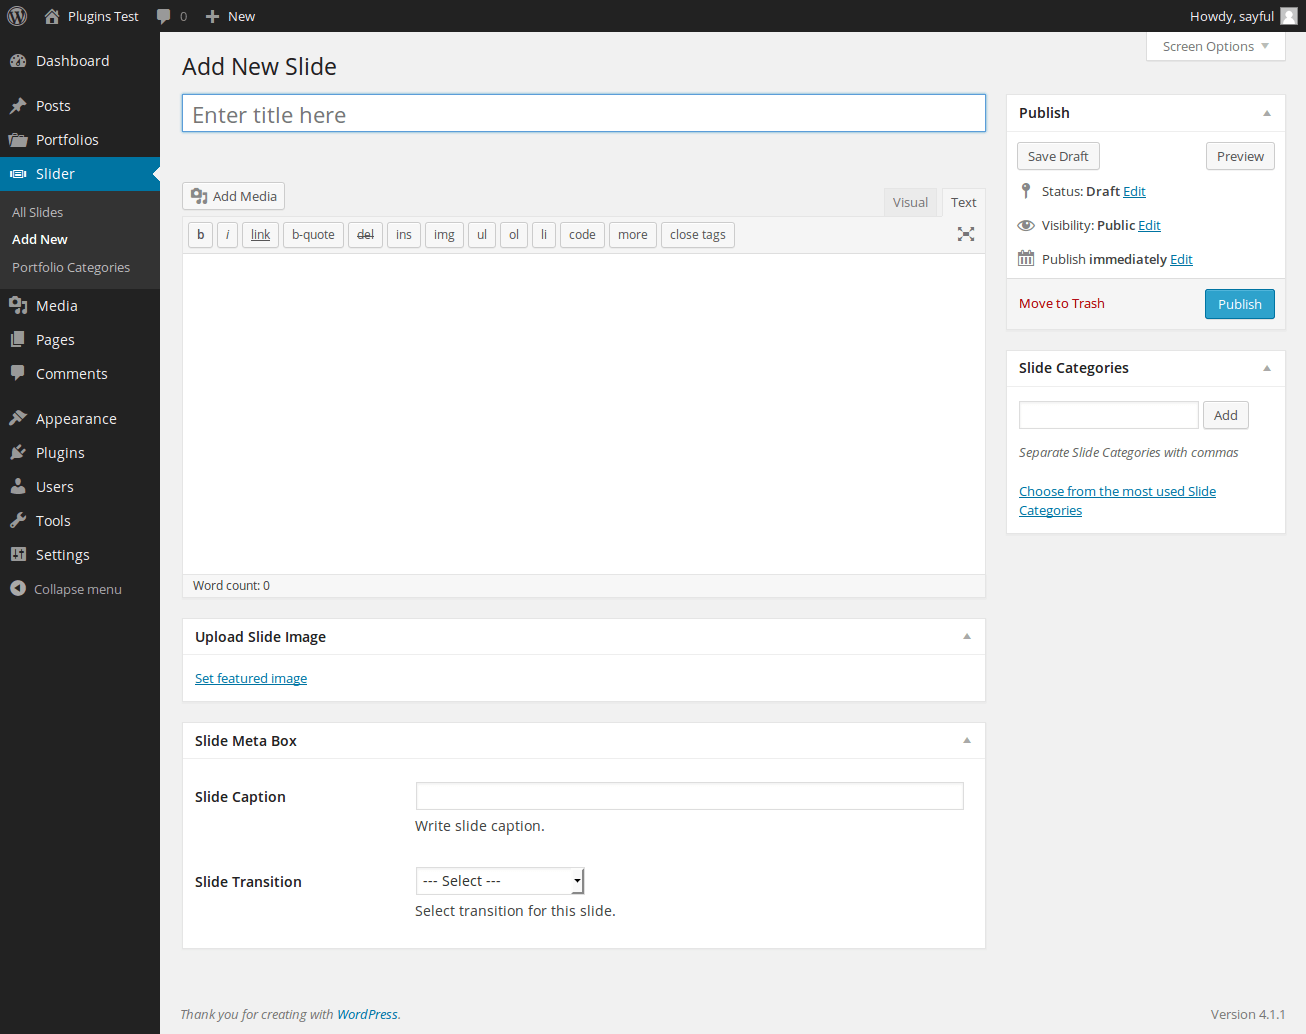 Plugins Test 0 New Howdy, sayful
Screen Options
Dashboard
Posts
Portfolios
Slider
All Slides
Add New
Portfolio Categories
Media
Pages
Comments
Appearance
Plugins
Users
Tools
Settings
Collapse menu
Add New Slide
Enter title here
Add Media
Visual Text
b i link b-quote del ins img ul ol li code more close tags
Word count: 0
Upload Slide Image
Set featured image
Slide Meta Box
Slide Caption
Write slide caption.
Slide Transition
--- Select ---
Select transition for this slide.
Publish
Save Draft Preview
Status: Draft Edit
Visibility: Public Edit
Publish immediately Edit
Move to Trash Publish
Slide Categories
Add
Separate Slide Categories with commas
Choose from the most used Slide
Categories
Thank you for creating with WordPress. Version 4.1.1